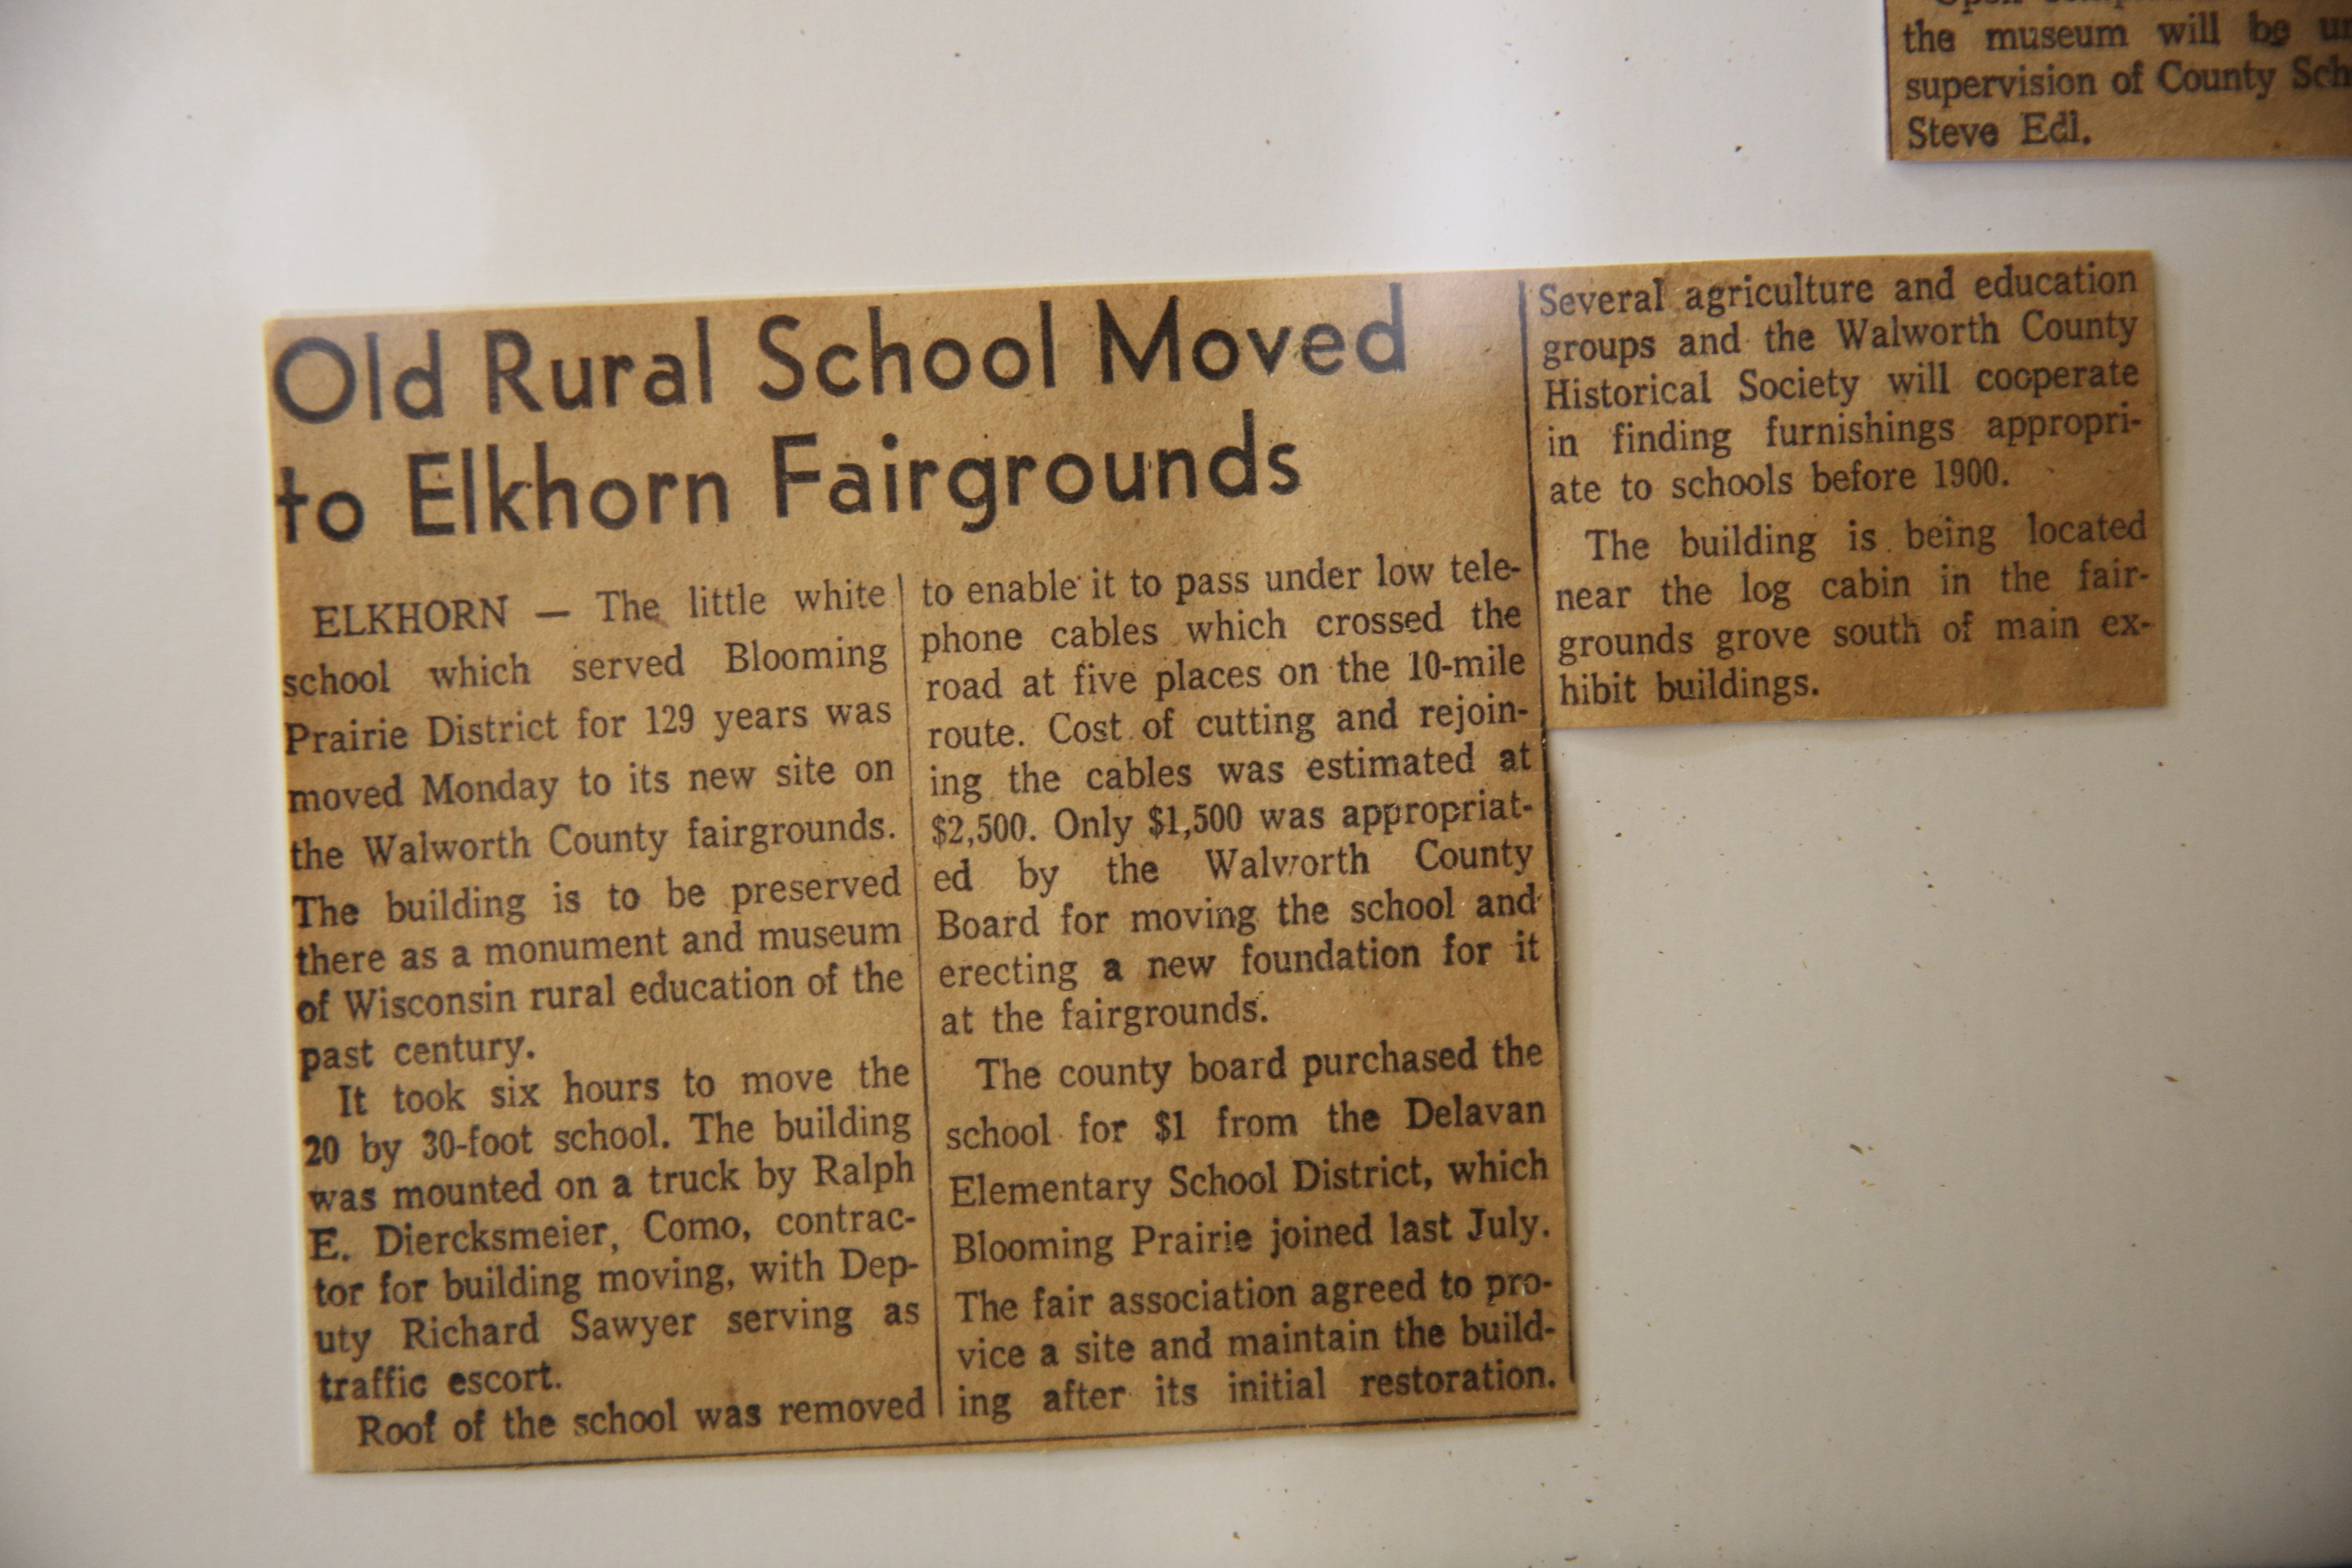 the museum will be
supervision of County
Steve Edl.
Old Rural School Moved
to Elkhorn Fairgrounds
ELKHORN — The little white
school which served Blooming
Prairie District for 129 years was
moved Monday to its new site on
the Walworth County fairgrounds.
The building is to be preserved
there as a monument and museum
of Wisconsin rural education of the
past century.
It took six hours to move the
20 by 30-foot school. The building
was mounted on a truck by Ralph
E. Diercksmeier, Como, contrac-
tor for building moving, with Dep-
uty Richard Sawyer serving as
traffic escort.
Roof of the school was removed
to enable it to pass under low tele-
phone cables which crossed the
road at five places on the 10-mile
route. Cost of cutting and rejoin-
ing the cables was estimated at
$2,500. Only $1,500 was appropriat-
ed by the Walworth County
Board for moving the school and
erecting a new foundation for it
at the fairgrounds.
The county board purchased the
school for $1 from the Delavan
Elementary School District, which
Blooming Prairie joined last July.
The fair association agreed to pro-
vice a site and maintain the build-
ing after its initial restoration.
Several agriculture and education
groups and the Walworth County
Historical Society will cooperate
in finding furnishings appropri-
ate to schools before 1900.
The building is being located
near the log cabin in the fair-
grounds grove south of main ex-
hibit buildings.